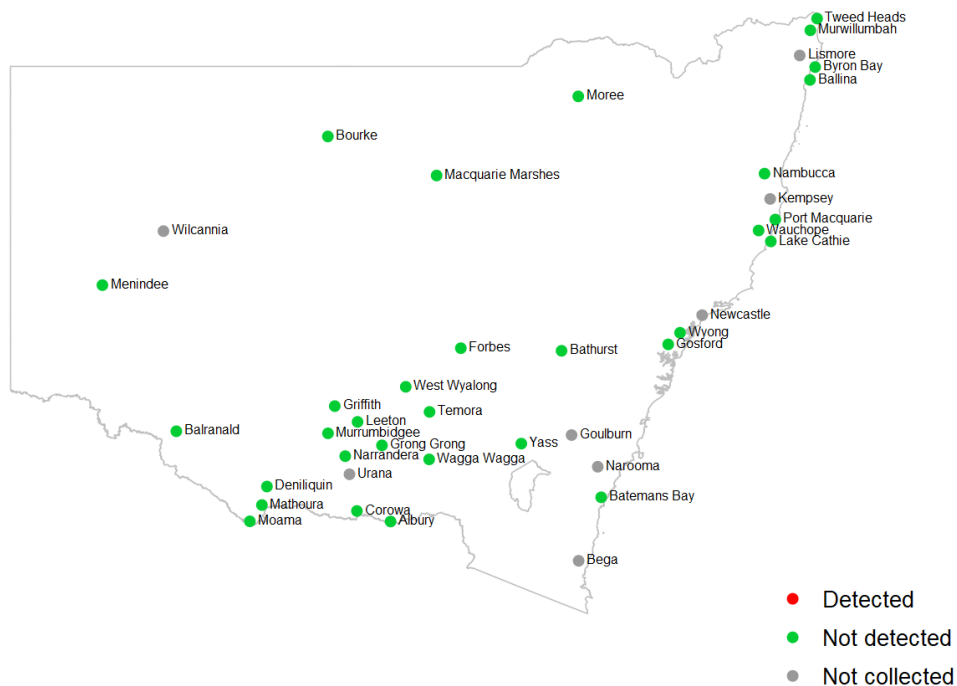 Tweed Heads
Murwillumbah
Lismore
Byron Bay
Ballina
Moree
Bourke
Macquarie Marshes
Nambucca
Kempsey
Port Macquarie
Wilcannia
Wauchope
Lake Cathie
Menindee
Newcastle
Wyong
Gosford
Forbes
Bathurst
West Wyalong
Griffith
Temora
Leeton
Balranald
Murrumbidgee
Goulburn
Grong Grong
Yass
Narrandera
Wagga Wagga
Narooma
Urana
Deniliquin
Batemans Bay
Mathoura
Corowa
Moama
Albury
Bega
Detected
Not detected
Not collected